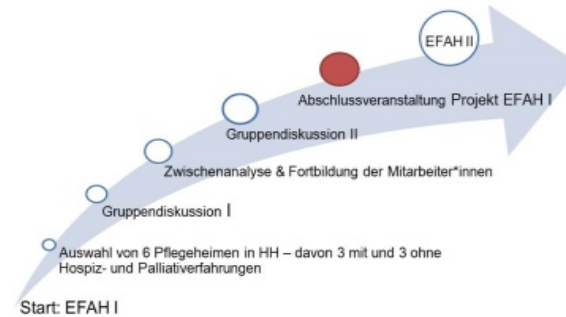 EFAH II
Abschlussveranstaltung Projekt EFAH I
Gruppendiskussion II
Zwischenanalyse & Fortbildung der Mitarbeiter*innen
Gruppendiskussion I
Auswahl von 6 Pflegeheimen in HH – davon 3 mit und 3 ohne
Hospiz- und Palliativerfahrungen
Start: EFAH I